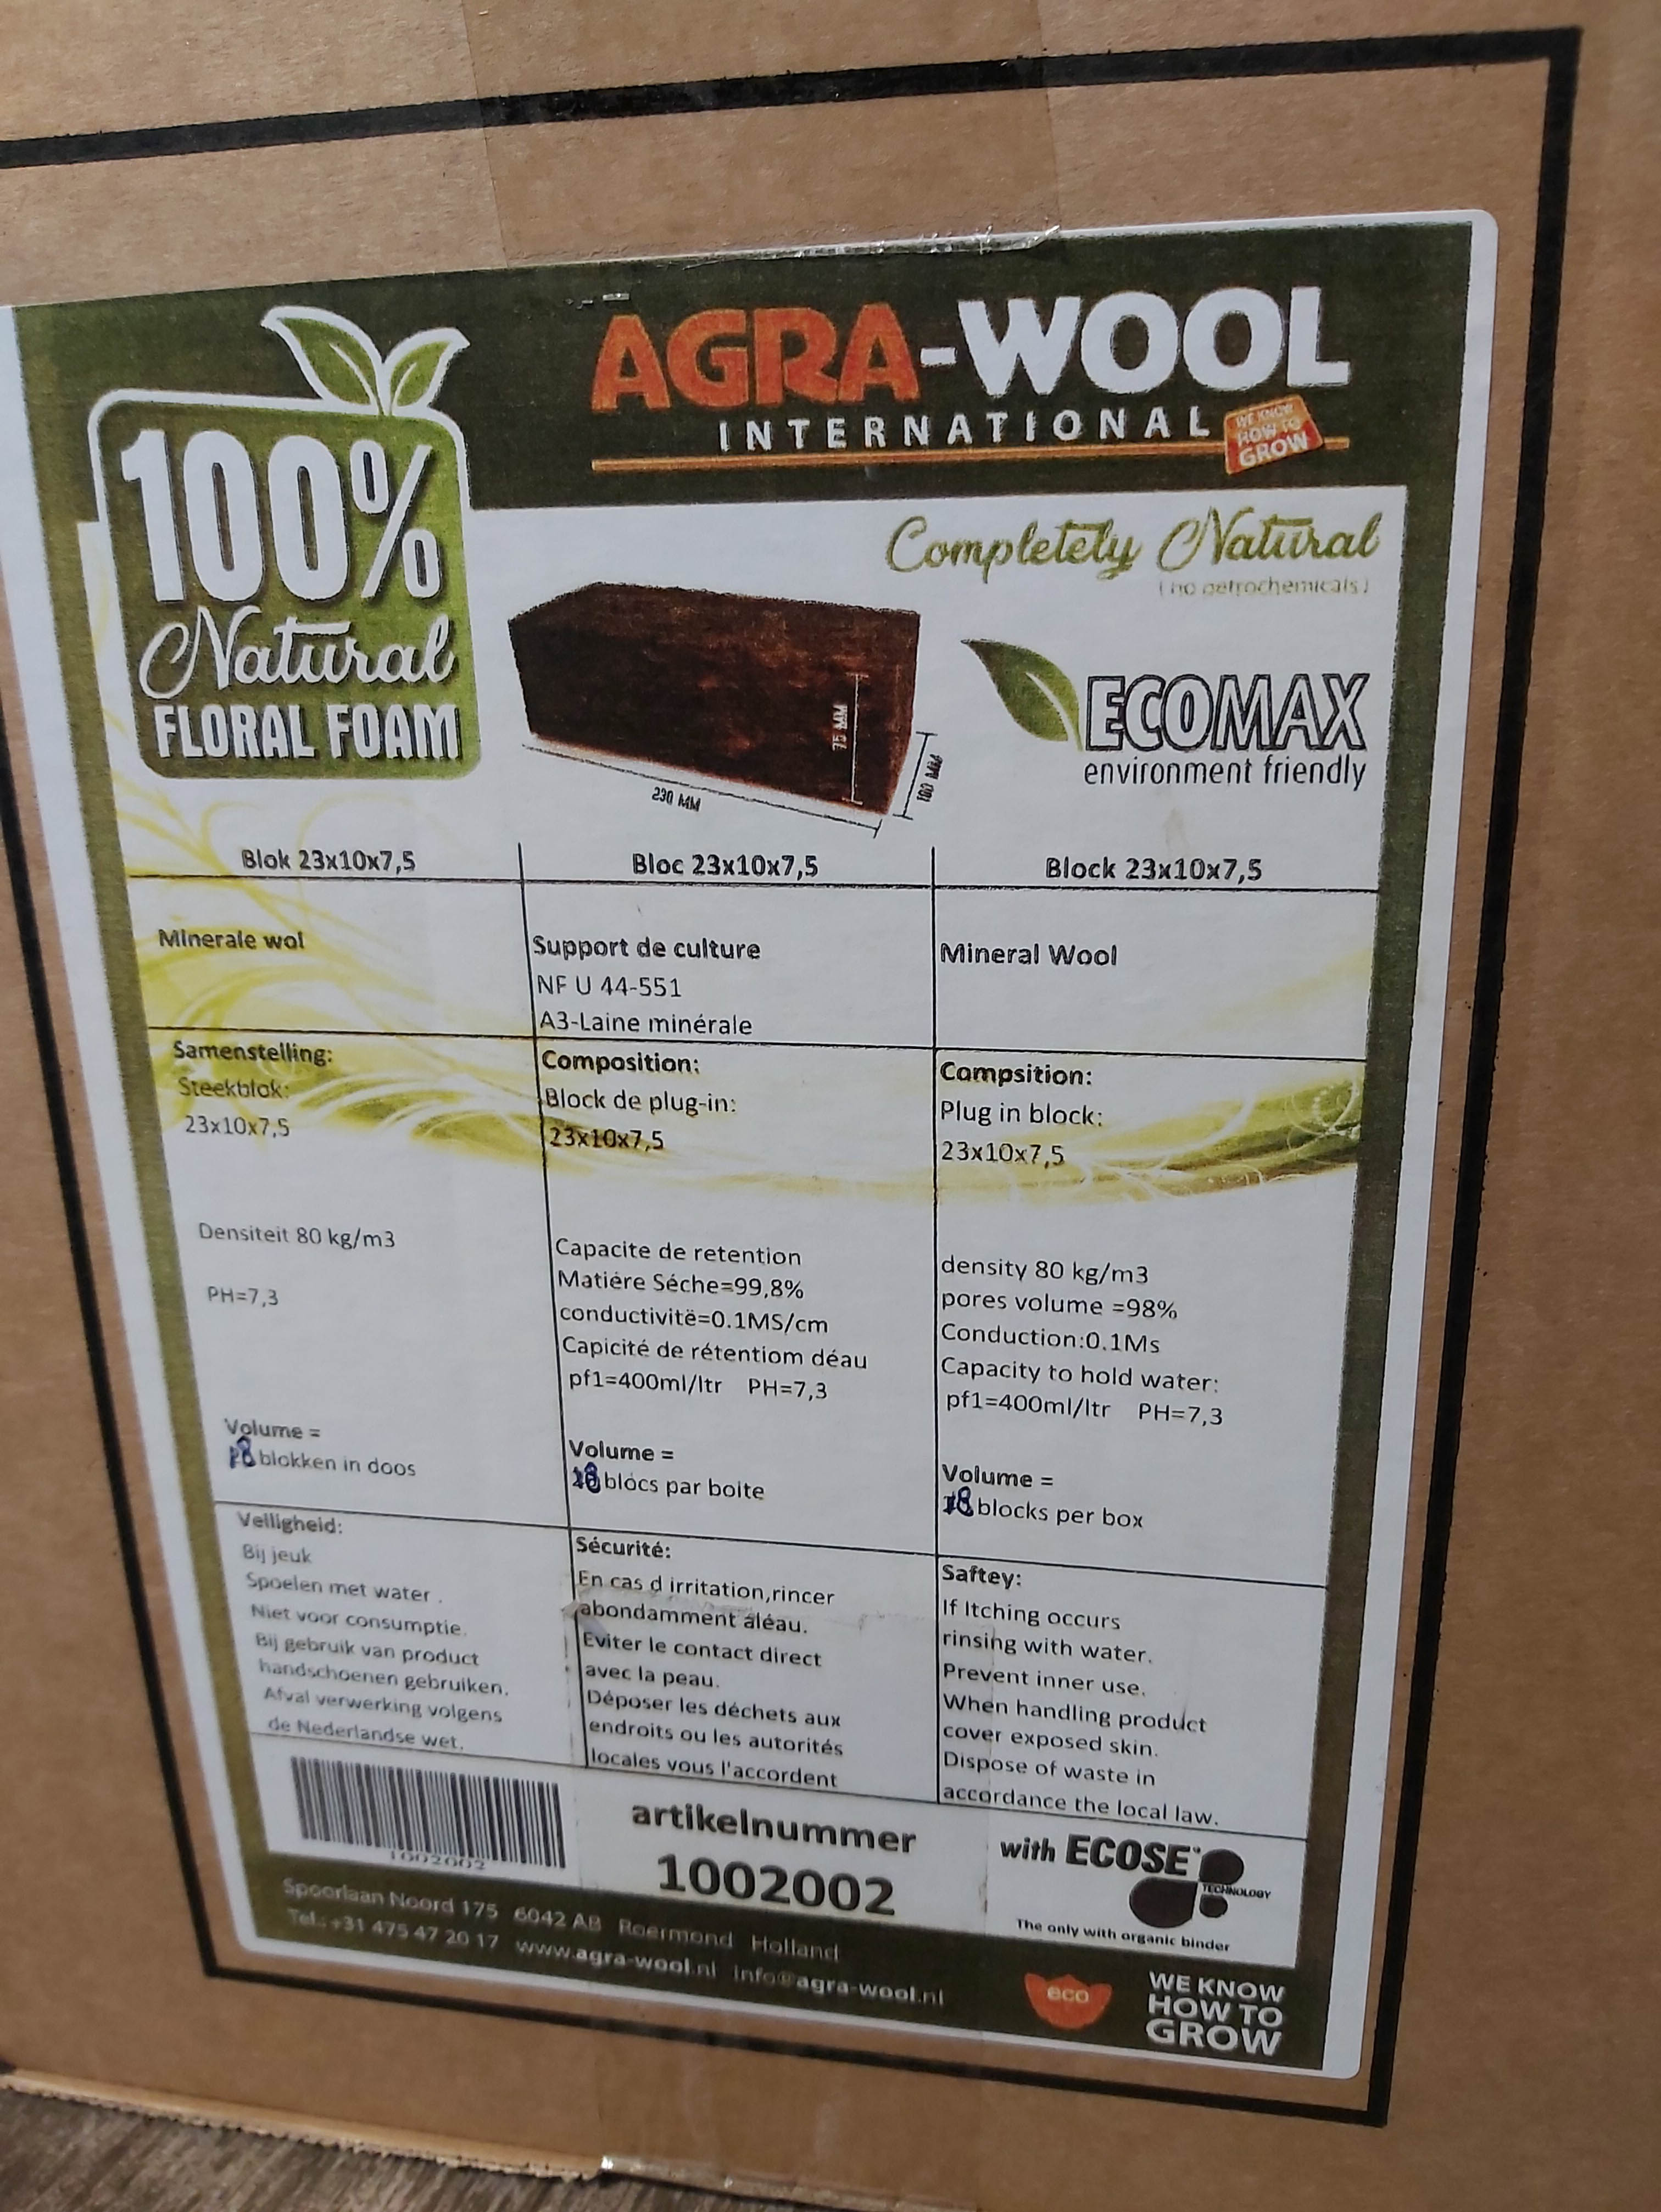 AGRA-WOOL
INTERNATIONAL
WE KNOW
HOW TO
GROW
100%
Natural
FLORAL FOAM
Completely Natural
(no petrochemicals)
75 MM
230 MM
100 MM
ECOMAX
environment friendly
Blok 23x10x7,5
Minerale wol
Samenstelling:
Steekblok:
23x10x7,5
Densiteit 80 kg/m3
PH=7,3
Volume =
blokken in doos
Veiligheid:
Bij jeuk
Spoelen met water .
Niet voor consumptie.
Bij gebruik van product
handschoenen gebruiken.
Afval verwerking volgens
de Nederlandse wet.
Bloc 23x10x7,5
Support de culture
NF U 44-551
A3-Laine minérale
Composition:
Block de plug-in:
23x10x7,5
Capacite de retention
Matiére Séche=99,8%
conductivitë=0.1MS/cm
Capicité de rétentiom déau
pf1=400ml/ltr PH=7,3
Volume =
blocs par boite
Sécurité:
En cas d irritation,rincer
abondamment áléau.
Eviter le contact direct
avec la peau.
Déposer les déchets aux
endroits ou les autorités
locales vous l'accordent
Block 23x10x7,5
Mineral Wool
Campsition:
Plug in block:
23x10x7,5
density 80 kg/m3
pores volume =98%
Conduction:0.1Ms
Capacity to hold water:
pf1=400ml/ltr PH=7,3
Volume =
blocks per box
Saftey:
If Itching occurs
rinsing with water.
Prevent inner use.
When handling product
cover exposed skin.
Dispose of waste in
accordance the local law.
1002002
artikelnummer
1002002
with ECOSE
TECHNOLOGY
The only with organic binder
Spoorlaan Noord 175 6042 AB Roermond Holland
Tel.: +31 475 47 20 17 www.agra-wool.nl info@agra-wool.nl
eco
WE KNOW
HOW TO
GROW